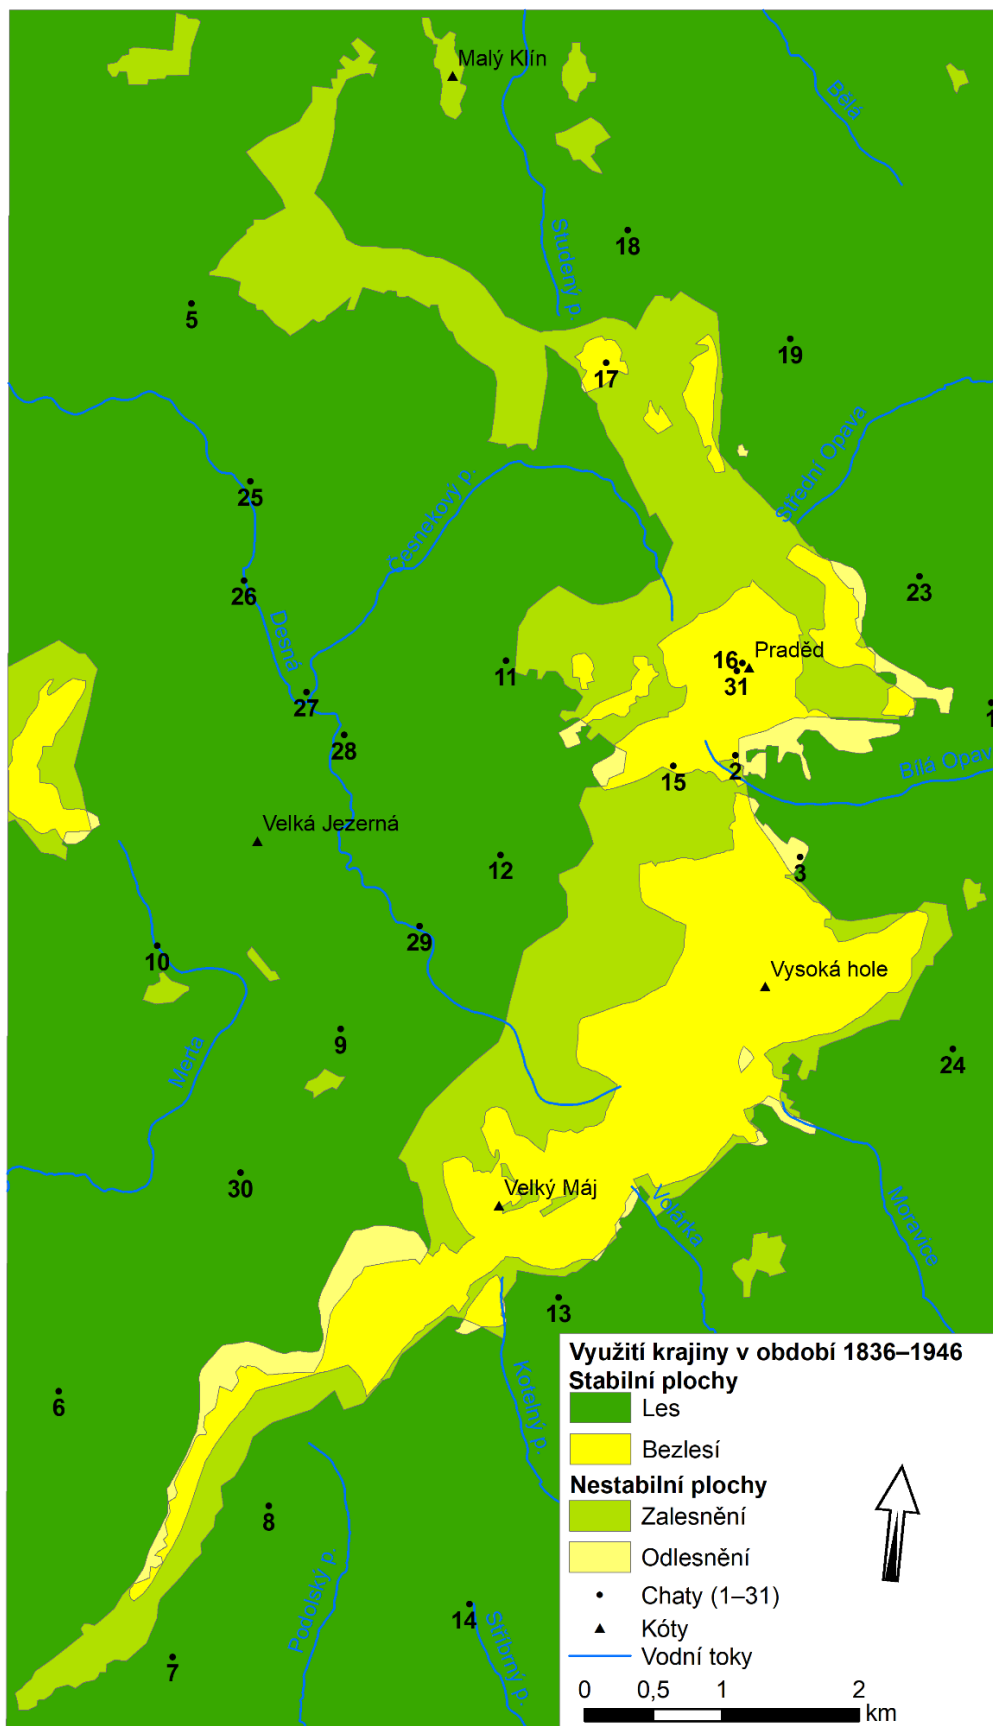 Malý Klín
Bělá
Studený p.
18
5
19
17
Střední Opava
25
Česnekový p.
23
26
Desná
Praděd
16
11
31
27
1
28
2
Bílá Opav
15
Velká Jezerná
12
3
29
10
Vysoká hole
9
24
Merta
30
Velký Máj
Volárka
Moravice
13
6
Kotelný p.
8
Podolský p.
14
Stříbrný p.
7
Využití krajiny v období 1836–1946
Stabilní plochy
Les
Bezlesí
Nestabilní plochy
Zalesnění
Odlesnění
Chaty (1–31)
Kóty
Vodní toky
0 0,5 1 2
km